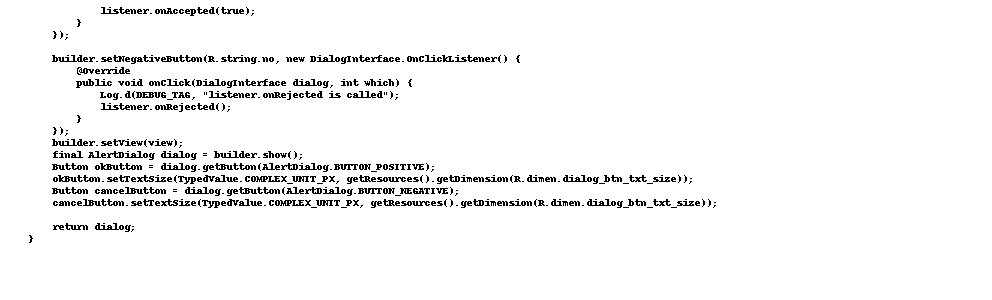 listener.onAccepted(true);
        }
    });

    builder.setNegativeButton(R.string.no, new DialogInterface.OnClickListener() {
        @Override
        public void onClick(DialogInterface dialog, int which) {
            Log.d(DEBUG_TAG, "listener.onRejected is called");
            listener.onRejected();
        }
    });
    builder.setView(view);
    final AlertDialog dialog = builder.show();
    Button okButton = dialog.getButton(AlertDialog.BUTTON_POSITIVE);
    okButton.setTextSize(TypedValue.COMPLEX_UNIT_PX, getResources().getDimension(R.dimen.dialog_btn_txt_size));
    Button cancelButton = dialog.getButton(AlertDialog.BUTTON_NEGATIVE);
    cancelButton.setTextSize(TypedValue.COMPLEX_UNIT_PX, getResources().getDimension(R.dimen.dialog_btn_txt_size));

    return dialog;
}